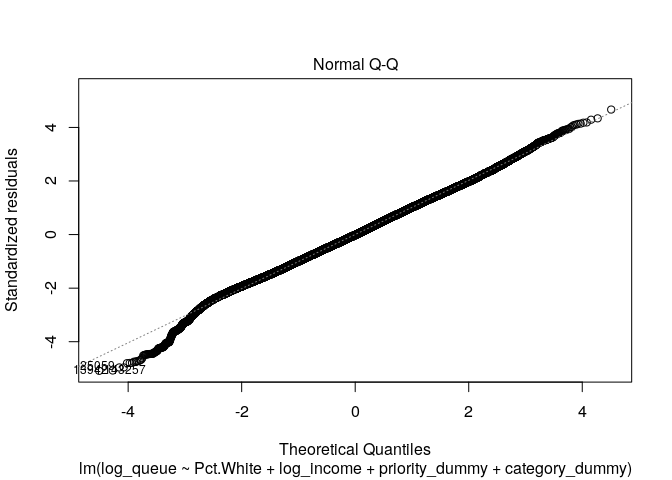 Normal Q-Q
Standardized residuals
4
2
0
-2
-4
-4
-2
0
2
4
Theoretical Quantiles
lm(log_queue ~ Pct.White + log_income + priority_dummy + category_dummy)